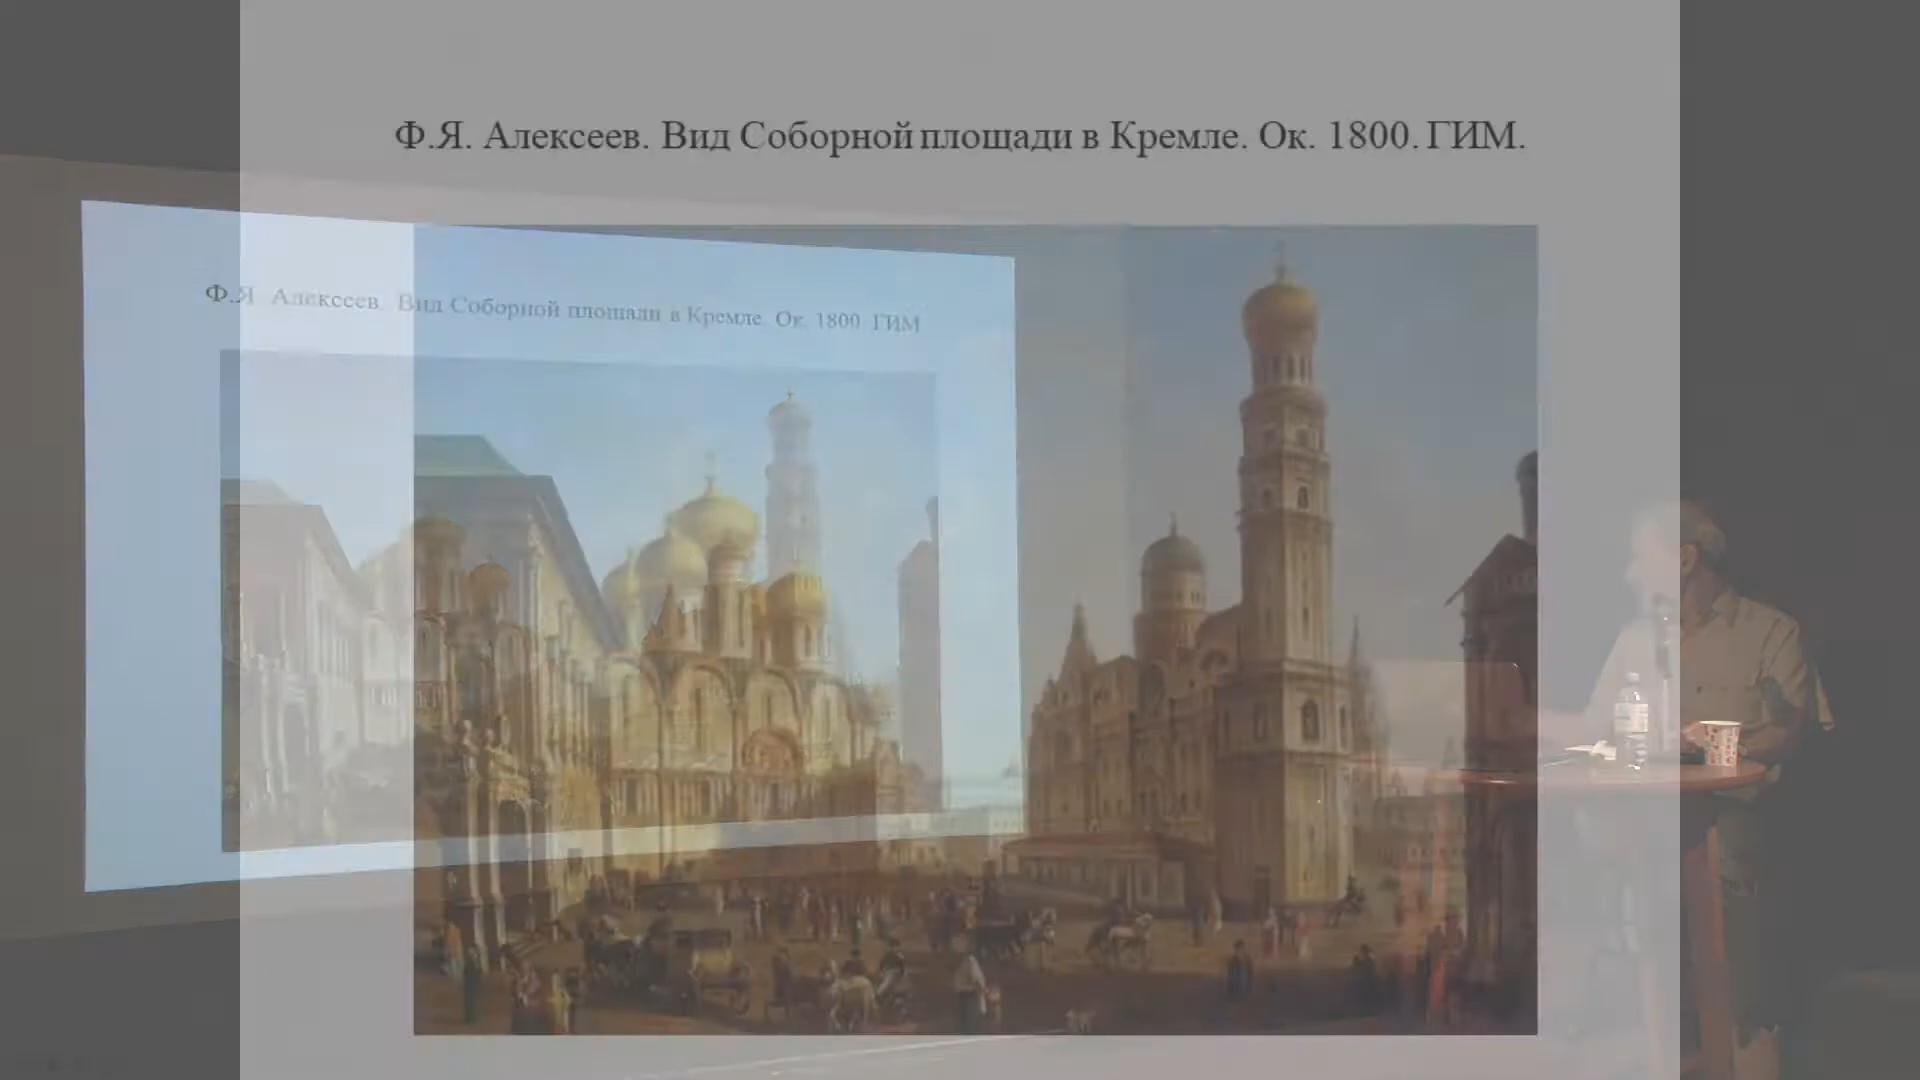 Ф.Я. Алексеев. Вид Соборной площади в Кремле. Ок. 1800. ГИМ.
Ф.Я Алексеев. Вид Соборной площади в Кремле. Ок. 1800. ГИМ